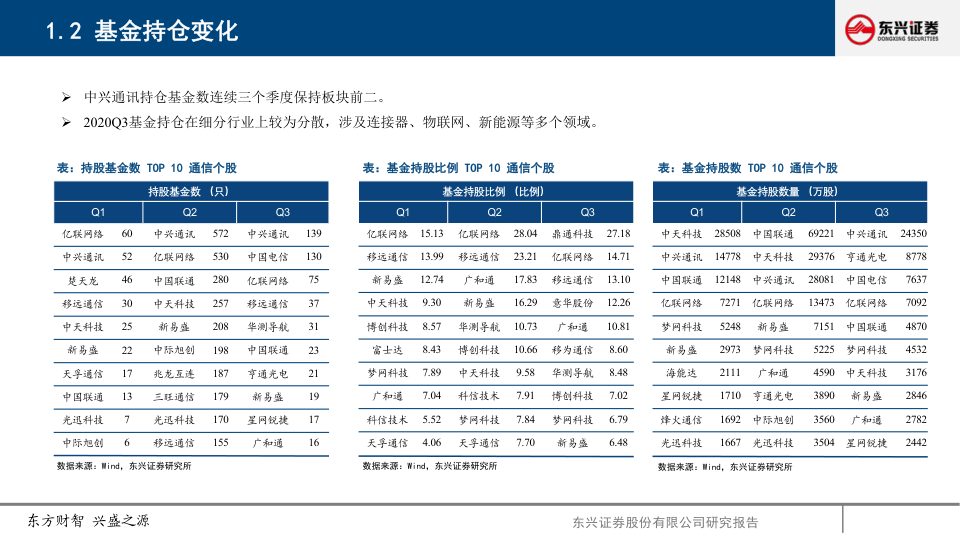 1.2 基金持仓变化
东兴证券
DONGXING SECURITIES
➢ 中兴通讯持仓基金数连续三个季度保持板块前二。
➢ 2020Q3基金持仓在细分行业上较为分散，涉及连接器、物联网、新能源等多个领域。
表：持股基金数 TOP 10 通信个股
持股基金数（只）
Q1 Q2 Q3
亿联网络 60 中兴通讯 572 中兴通讯 139
中兴通讯 52 亿联网络 530 中国电信 130
楚天龙 46 中国联通 280 亿联网络 75
移远通信 30 中天科技 257 移远通信 37
中天科技 25 新易盛 208 华测导航 31
新易盛 22 中际旭创 198 中国联通 23
天孚通信 17 兆龙互连 187 亨通光电 21
中国联通 13 三旺通信 179 新易盛 19
光迅科技 7 光迅科技 170 星网锐捷 17
中际旭创 6 移远通信 155 广和通 16
数据来源：Wind，东兴证券研究所
表：基金持股比例 TOP 10 通信个股
基金持股比例（比例）
Q1 Q2 Q3
亿联网络 15.13 亿联网络 28.04 鼎通科技 27.18
移远通信 13.99 移远通信 23.21 亿联网络 14.71
新易盛 12.74 广和通 17.83 移远通信 13.10
中天科技 9.30 新易盛 16.29 意华股份 12.26
博创科技 8.57 华测导航 10.73 广和通 10.81
富士达 8.43 博创科技 10.66 移为通信 8.60
梦网科技 7.89 中天科技 9.58 华测导航 8.48
广和通 7.04 科信技术 7.91 博创科技 7.02
科信技术 5.52 梦网科技 7.84 梦网科技 6.79
天孚通信 4.06 天孚通信 7.70 新易盛 6.48
数据来源：Wind，东兴证券研究所
表：基金持股数 TOP 10 通信个股
基金持股数量（万股）
Q1 Q2 Q3
中天科技 28508 中国联通 69221 中兴通讯 24350
中兴通讯 14778 中天科技 29376 亨通光电 8778
中国联通 12148 中兴通讯 28081 中国电信 7637
亿联网络 7271 亿联网络 13473 亿联网络 7092
梦网科技 5248 新易盛 7151 中国联通 4870
新易盛 2973 梦网科技 5225 梦网科技 4532
海能达 2111 广和通 4590 中天科技 3176
星网锐捷 1710 亨通光电 3890 新易盛 2846
烽火通信 1692 中际旭创 3560 广和通 2782
光迅科技 1667 光迅科技 3504 星网锐捷 2442
数据来源：Wind，东兴证券研究所
东方财智 兴盛之源
东兴证券股份有限公司研究报告